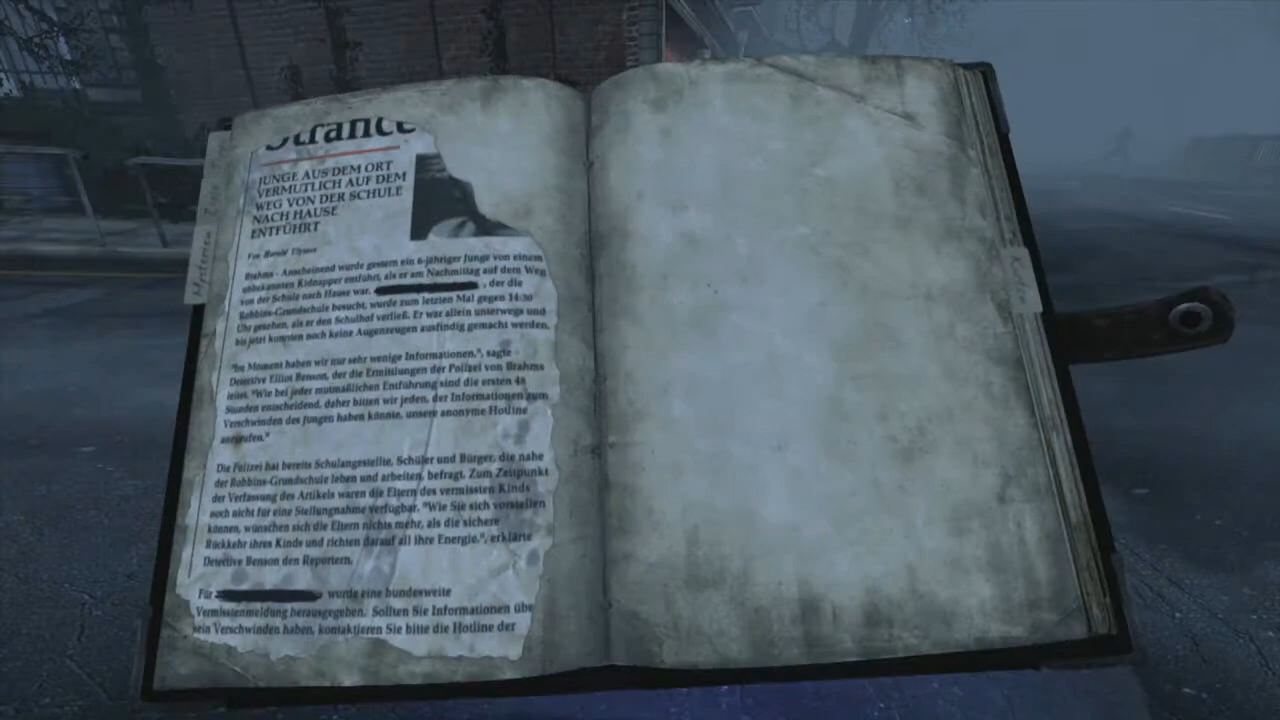 JUNGE AUS DEM ORT
VERMUTLICH AUF DEM
WEG VON DER SCHULE
NACH HAUSE
ENTFÜHRT
Von Harold
Brahms - Anscheinend wurde gestern ein 6-jähriger Junge von einem
unbekannten Kidnapper entführt, als er am Nachmittag auf dem Weg
von der Schule nach Hause war. , der die
Robbins-Grundschule besucht, wurde zum letzten Mal gegen 14:30
Uhr gesehen, als er den Schulhof verließ. Er war allein unterwegs und
bis jetzt konnten noch keine Augenzeugen ausfindig gemacht werden.
"Im Moment haben wir nur sehr wenige Informationen.", sagte
Detective Elliot Benson, der die Ermittlungen der Polizei von Brahms
leitet. "Wie bei jeder mutmaßlichen Entführung sind die ersten 48
Stunden entscheidend, daher bitten wir jeden, der Informationen zum
Verschwinden des Jungen haben könnte, unsere anonyme Hotline
anzurufen."
Die Polizei hat bereits Schulangestellte, Schüler und Bürger, die nahe
der Robbins-Grundschule leben und arbeiten, befragt. Zum Zeitpunkt
der Verfassung des Artikels waren die Eltern des vermissten Kinds
noch nicht für eine Stellungnahme verfügbar. "Wie Sie sich vorstellen
können, wünschen sich die Eltern nichts mehr, als die sichere
Rückkehr ihres Kinds und richten darauf all ihre Energie.", erklärte
Detective Benson den Reportern.
Für wurde eine bundesweite
Vermisstenmeldung herausgegeben. Sollten Sie Informationen übe
sein Verschwinden haben, kontaktieren Sie bitte die Hotline der